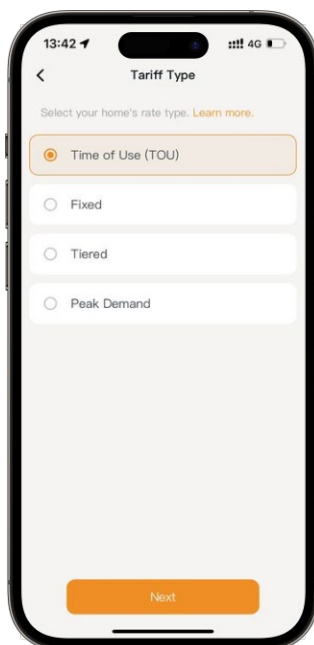 13:42
4G
Tariff Type
Select your home's rate type. Learn more.
Time of Use (TOU)
Fixed
Tiered
Peak Demand
Next